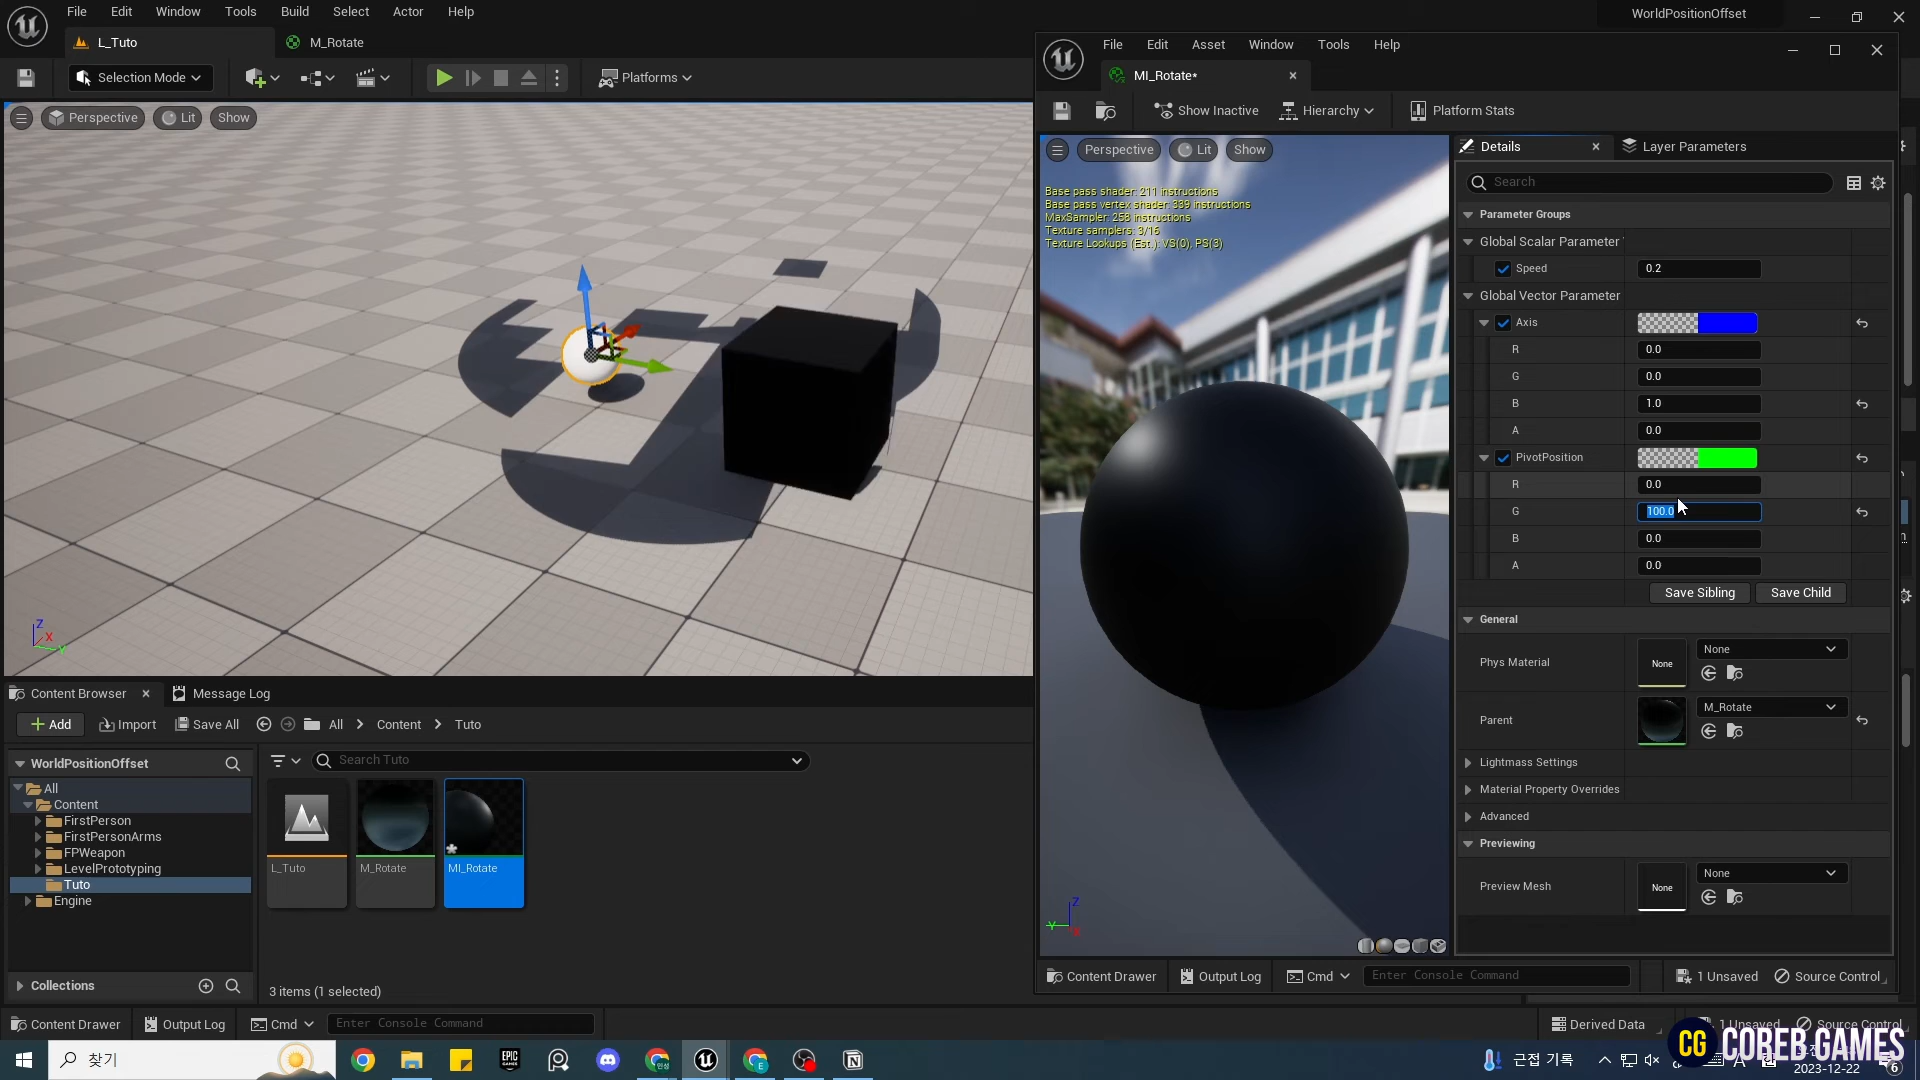 File Edit Window Tools Build Select Actor Help
WorldPositionOffset
L_Tuto
M_Rotate
Selection Mode
Platforms
Perspective
Lit
Show
File Edit Asset Window Tools Help
MI_Rotate*
Show Inactive
Hierarchy
Platform Stats
Perspective
Lit
Show
Base pass shader: 211 instructions
Base pass vertex shader: 339 instructions
MaxSampler: 258 instructions
Texture samplers: 3/16
Texture Lookups (Est.): VS(0), PS(3)
Z
X
Y
Z
Y
Details
Layer Parameters
Search
Parameter Groups
Global Scalar Parameter
Speed 0.2
Global Vector Parameter
Axis
R 0.0
G 0.0
B 1.0
A 0.0
PivotPosition
R 0.0
G 100.0
B 0.0
A 0.0
Save Sibling
Save Child
General
Phys Material
None
None
Parent
M_Rotate
Lightmass Settings
Material Property Overrides
Advanced
Previewing
Preview Mesh
None
None
Content Drawer
Output Log
Cmd
Enter Console Command
1 Unsaved
Source Control
Content Browser
Message Log
Add
Import
Save All
All
Content
Tuto
WorldPositionOffset
All
Content
FirstPerson
FirstPersonArms
FPWeapon
LevelPrototyping
Tuto
Engine
Collections
Search Tuto
L_Tuto
M_Rotate
MI_Rotate
3 items (1 selected)
Content Drawer
Output Log
Cmd
Enter Console Command
Derived Data
1 Unsaved
Source Control
찾기
EPIC GAMES
근접 기록
2023-12-22
6
CG COREB GAMES